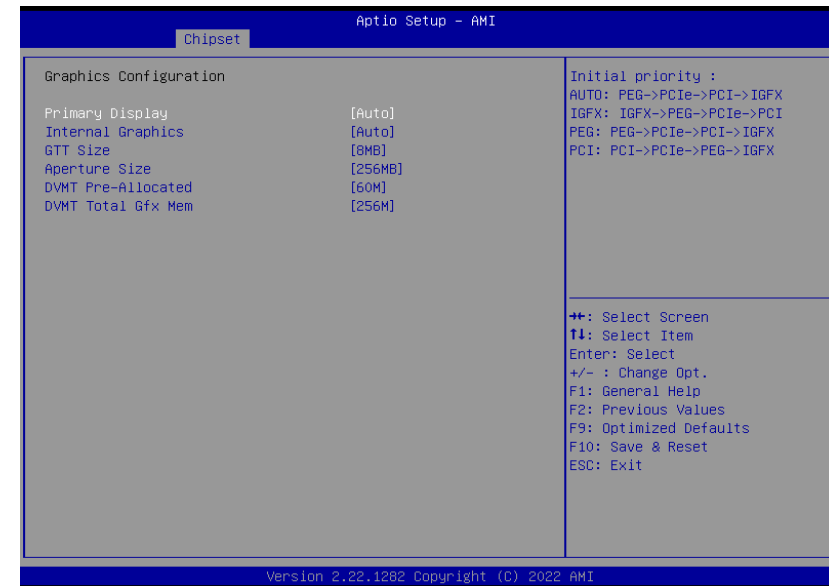 Aptio Setup – AMI
Chipset
Graphics Configuration
Primary Display [Auto]
Internal Graphics [Auto]
GTT Size [8MB]
Aperture Size [256MB]
DVMT Pre-Allocated [60M]
DVMT Total Gfx Mem [256M]
Initial priority :
AUTO: PEG->PCIe->PCI->IGFX
IGFX: IGFX->PEG->PCIe->PCI
PEG: PEG->PCIe->PCI->IGFX
PCI: PCI->PCIe->PEG->IGFX
→←: Select Screen
↑↓: Select Item
Enter: Select
+/- : Change Opt.
F1: General Help
F2: Previous Values
F9: Optimized Defaults
F10: Save & Reset
ESC: Exit
Version 2.22.1282 Copyright (C) 2022 AMI